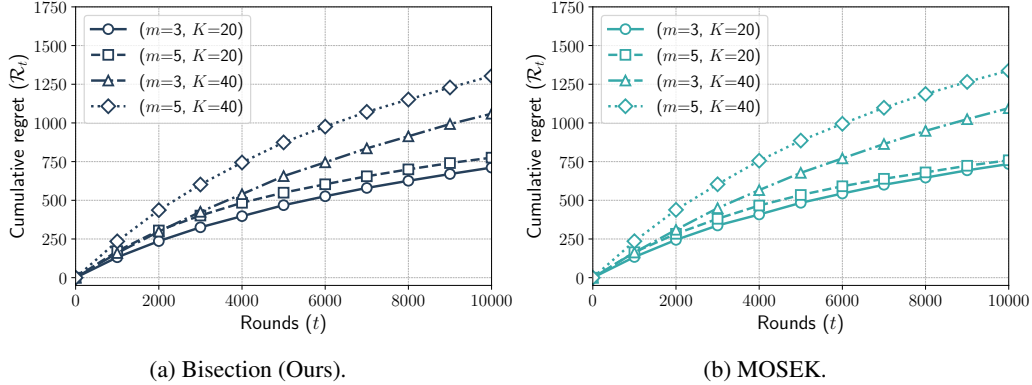 Cumulative regret (R_t)
1750
1500
1250
1000
750
500
250
0
(m=3, K=20)
(m=5, K=20)
(m=3, K=40)
(m=5, K=40)
0 2000 4000 6000 8000 10000
Rounds (t)
(a) Bisection (Ours).
Cumulative regret (R_t)
1750
1500
1250
1000
750
500
250
0
(m=3, K=20)
(m=5, K=20)
(m=3, K=40)
(m=5, K=40)
0 2000 4000 6000 8000 10000
Rounds (t)
(b) MOSEK.